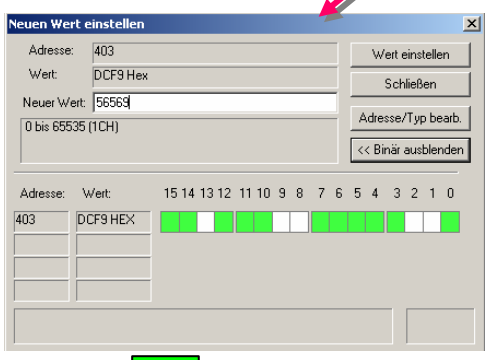 Neuen Wert einstellen
Adresse: 403
Wert: DCF9 Hex
Neuer Wert: 56569
0 bis 65535 (1CH)
Wert einstellen
Schließen
Adresse/Typ bearb.
<< Binär ausblenden
Adresse: Wert: 15 14 13 12 11 10 9 8 7 6 5 4 3 2 1 0
403 DCF9 HEX